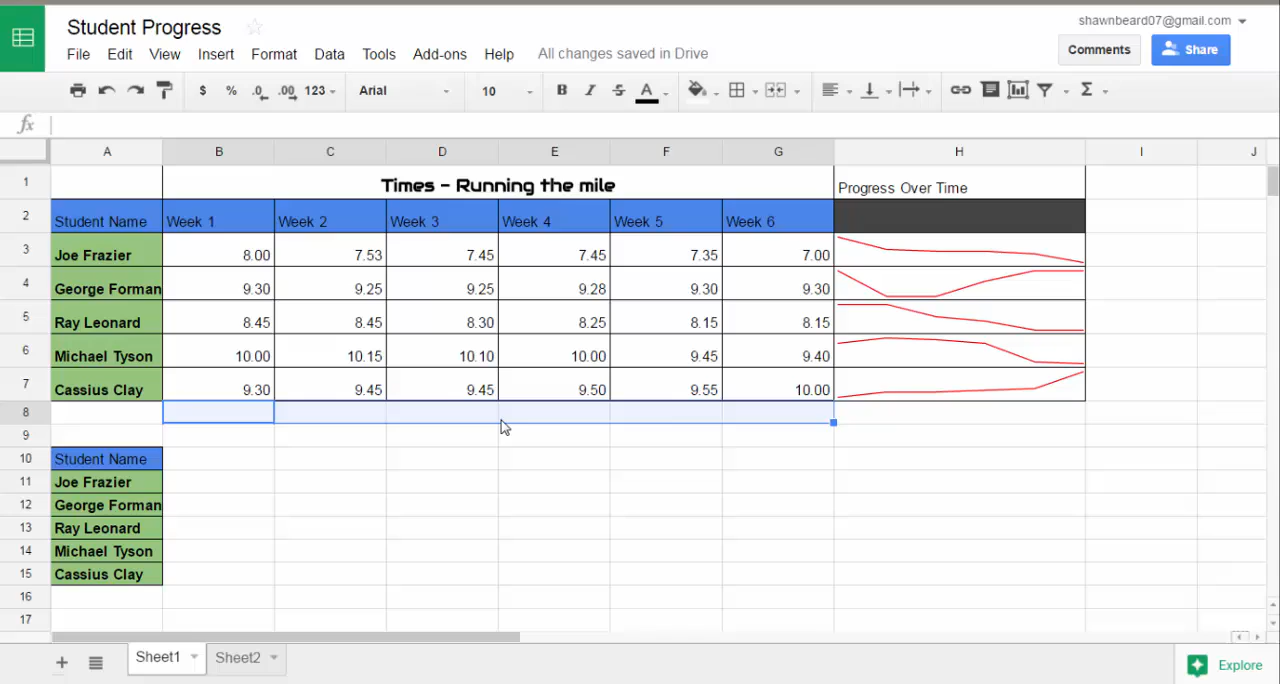 Student Progress
shawnbeard07@gmail.com
File Edit View Insert Format Data Tools Add-ons Help All changes saved in Drive
Comments Share
$ % .0 .00 123 Arial 10 B I S A Σ
fx
A B C D E F G H I J
1 Times - Running the mile Progress Over Time
2 Student Name Week 1 Week 2 Week 3 Week 4 Week 5 Week 6
3 Joe Frazier 8.00 7.53 7.45 7.45 7.35 7.00
4 George Forman 9.30 9.25 9.25 9.28 9.30 9.30
5 Ray Leonard 8.45 8.45 8.30 8.25 8.15 8.15
6 Michael Tyson 10.00 10.15 10.10 10.00 9.45 9.40
7 Cassius Clay 9.30 9.45 9.45 9.50 9.55 10.00
8
9
10 Student Name
11 Joe Frazier
12 George Forman
13 Ray Leonard
14 Michael Tyson
15 Cassius Clay
16
17
Sheet1 Sheet2 Explore